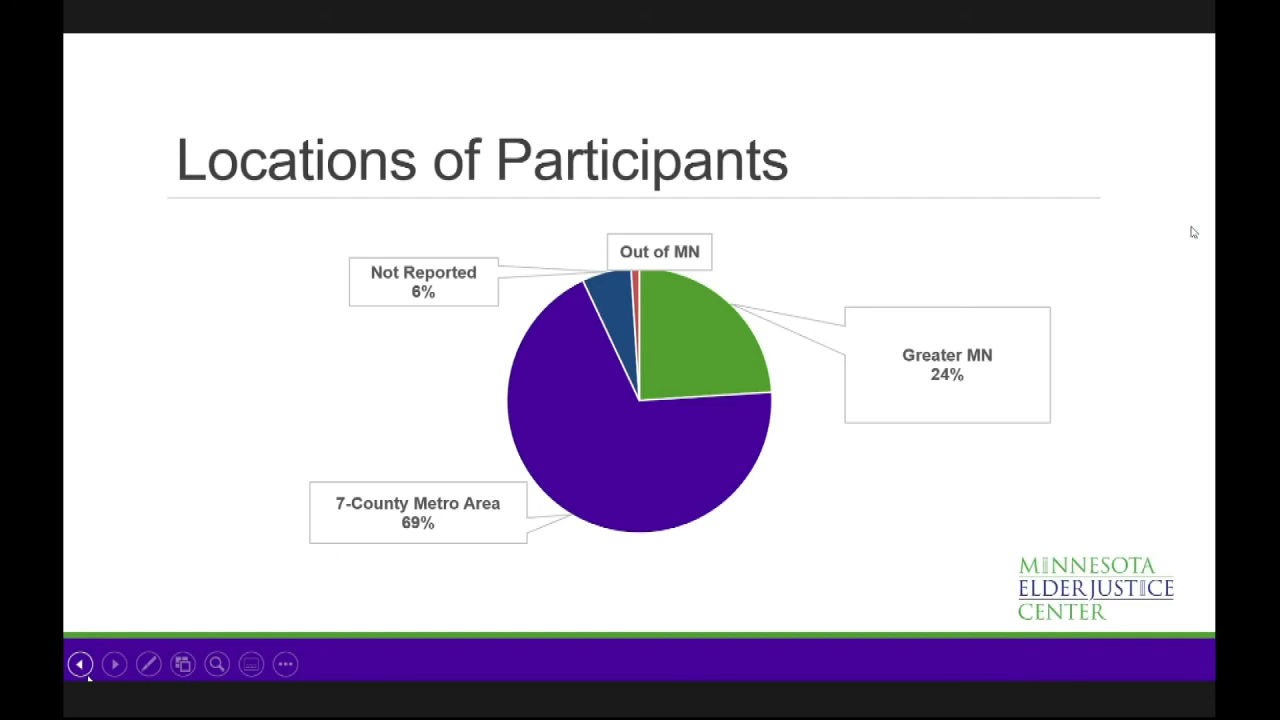 Locations of Participants
Out of MN
Not Reported
6%
Greater MN
24%
7-County Metro Area
69%
MINNESOTA
ELDER JUSTICE
CENTER